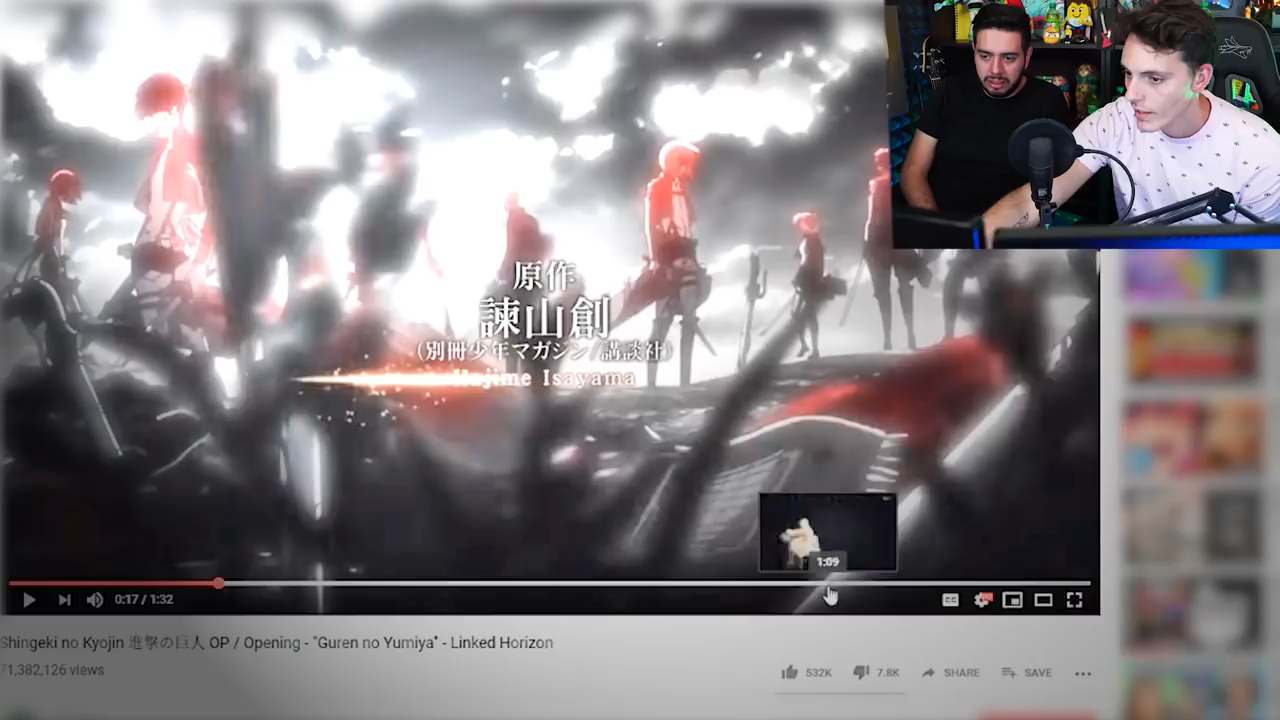 原作
諫山創
(別冊少年マガジン/講談社)
Hajime Isayama
1:09
0:17 / 1:32
CC
HD
Shingeki no Kyojin 進撃の巨人 OP / Opening - "Guren no Yumiya" - Linked Horizon
71,382,126 views
532K
7.8K
SHARE
SAVE